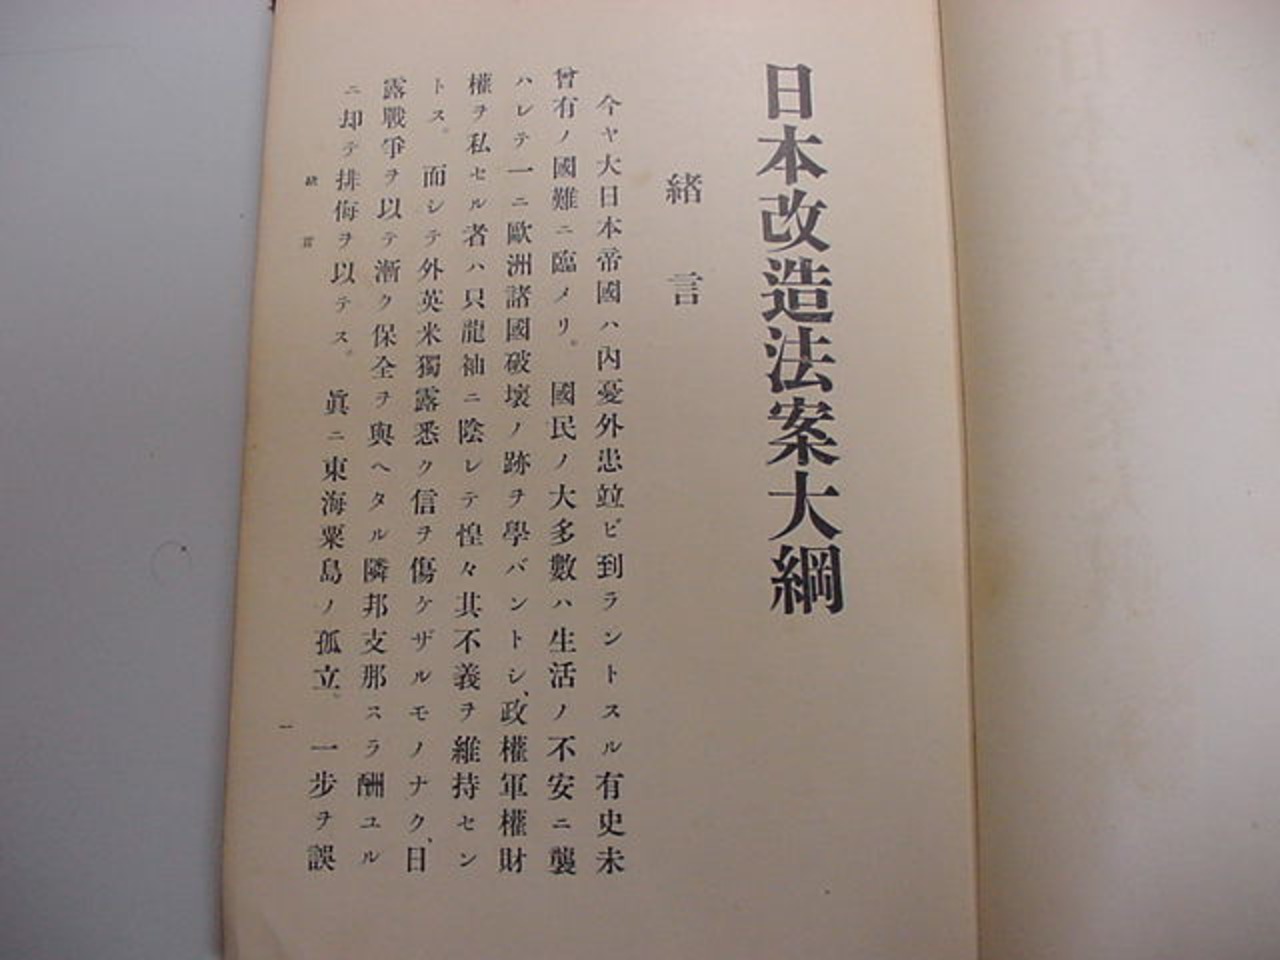 日本改造法案大綱
緒言
今ヤ大日本帝國ハ內憂外患竝ビ到ラントスル有史未
曾有ノ國難ニ臨メリ。國民ノ大多數ハ生活ノ不安ニ襲
ハレテ一ニ歐洲諸國破壞ノ跡ヲ學バントシ、政權軍權財
權ヲ私セル者ハ只龍袖ニ陰レテ惶々其不義ヲ維持セン
トス。面シテ外英米獨露悉ク信ヲ傷ケザルモノナク、日
露戰爭ヲ以テ漸ク保全ヲ與ヘタル隣邦支那スラ酬ユル
ニ却テ排侮ヲ以テス。眞ニ東海粟島ノ孤立。一步ヲ誤
緒言
一